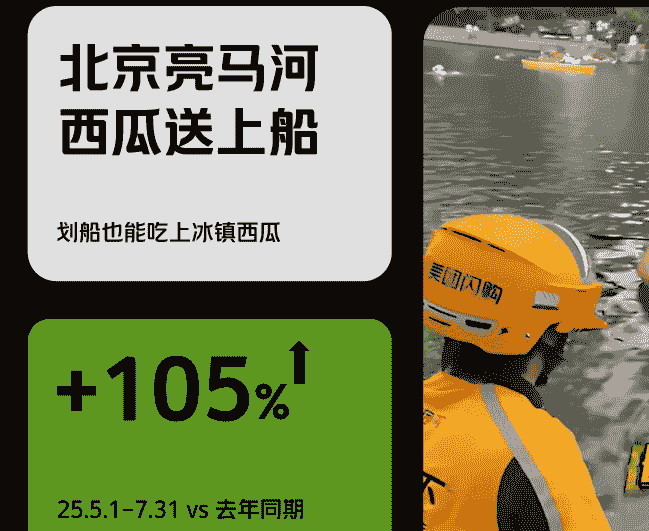 北京亮马河
西瓜送上船
划船也能吃上冰镇西瓜
+105%
25.5.1-7.31 vs 去年同期
美团闪购